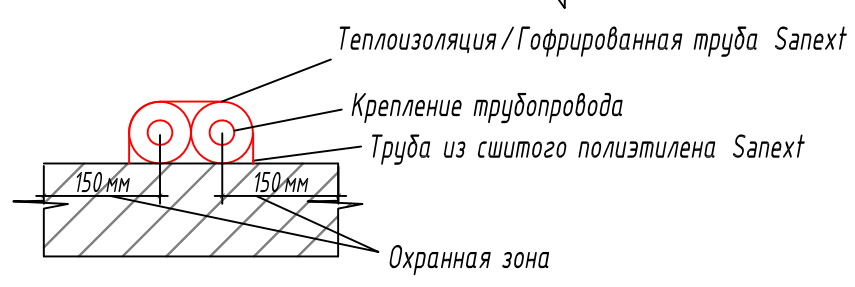 Теплоизоляция/Гофрированная труба Sanext
Крепление трубопровода
Труба из сшитого полиэтилена Sanext
150 мм 150 мм
Охранная зона